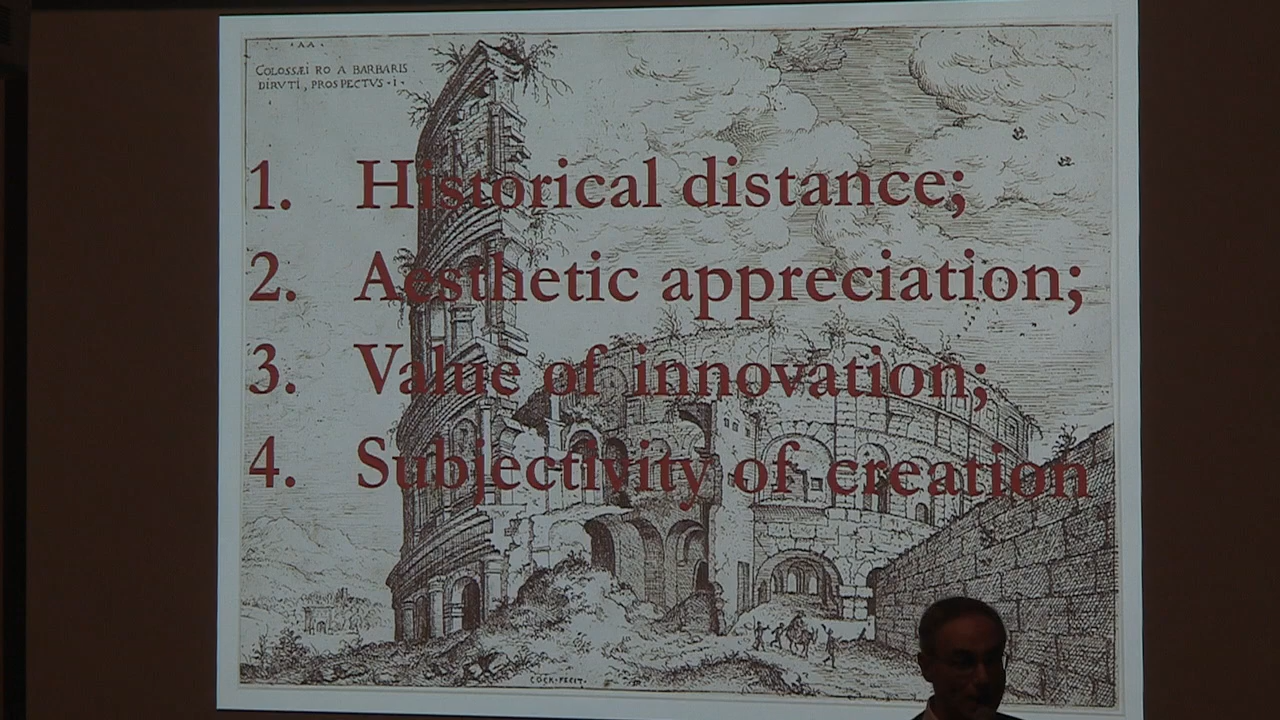 · A A ·
COLOSSÆI RO A BARBARIS
DIRVTI, PROSPECTVS · I ·
1. Historical distance;
2. Aesthetic appreciation;
3. Value of innovation;
4. Subjectivity of creation
COCK · FECIT ·